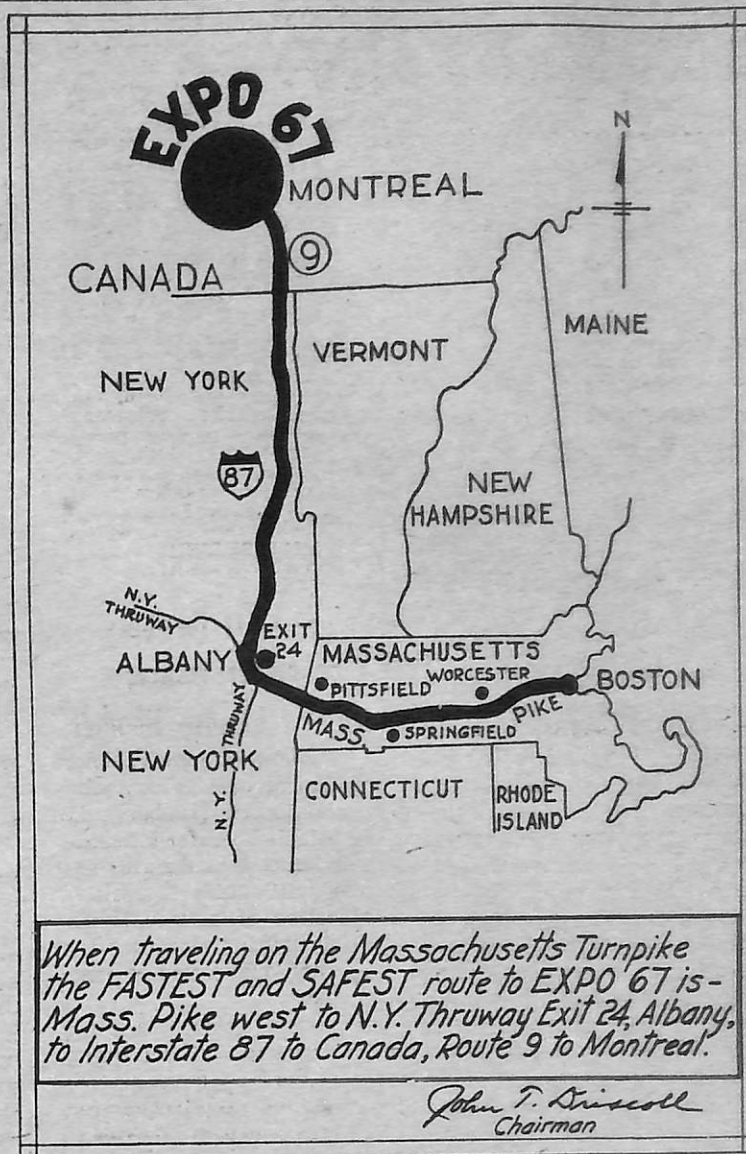 EXPO 67
MONTREAL
N
9
CANADA
MAINE
VERMONT
NEW YORK
87
NEW
HAMPSHIRE
N.Y.
THRUWAY
EXIT
24
ALBANY
MASSACHUSETTS
PITTSFIELD
WORCESTER
BOSTON
MASS
PIKE
SPRINGFIELD
THRUWAY
N.Y.
NEW YORK
CONNECTICUT
RHODE
ISLAND
When traveling on the Massachusetts Turnpike
the FASTEST and SAFEST route to EXPO 67 is-
Mass. Pike west to N.Y. Thruway Exit 24, Albany,
to Interstate 87 to Canada, Route 9 to Montreal.
John T. Driscoll
Chairman